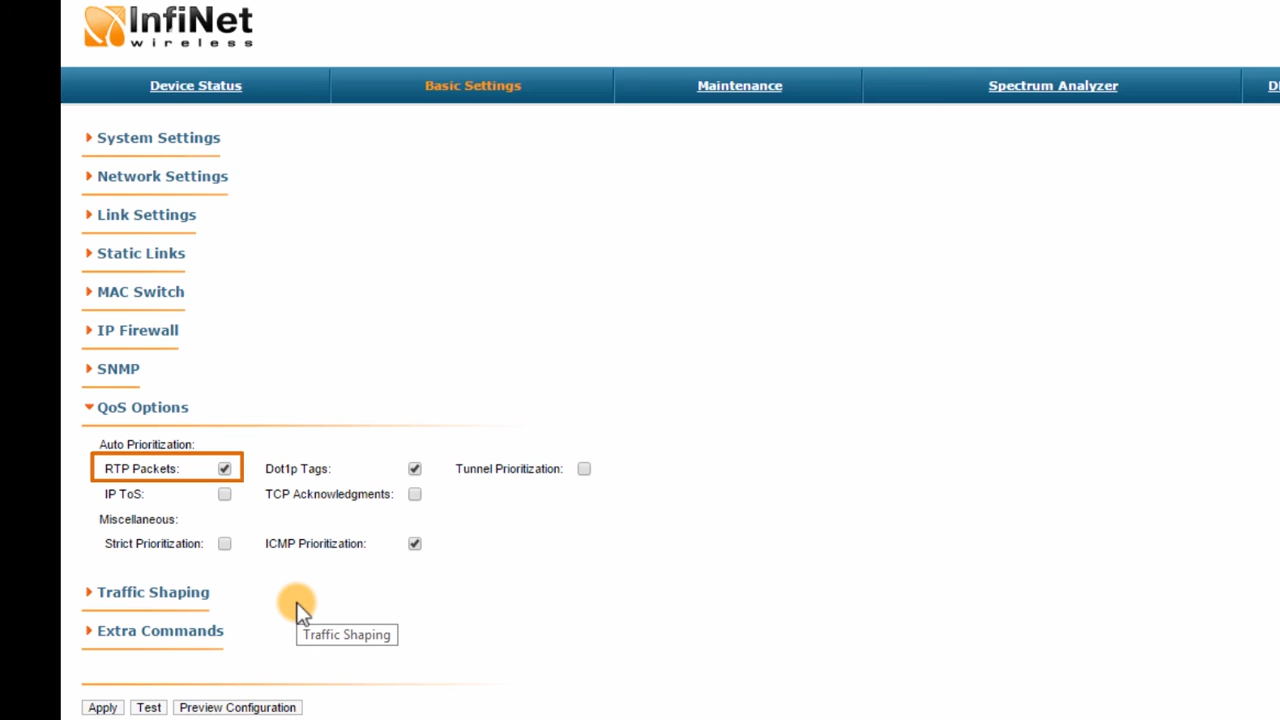 InfiNet
wireless
Device Status Basic Settings Maintenance Spectrum Analyzer
System Settings
Network Settings
Link Settings
Static Links
MAC Switch
IP Firewall
SNMP
QoS Options
Auto Prioritization:
RTP Packets: Dot1p Tags: Tunnel Prioritization:
IP ToS: TCP Acknowledgments:
Miscellaneous:
Strict Prioritization: ICMP Prioritization:
Traffic Shaping
Extra Commands
Traffic Shaping
Apply Test Preview Configuration